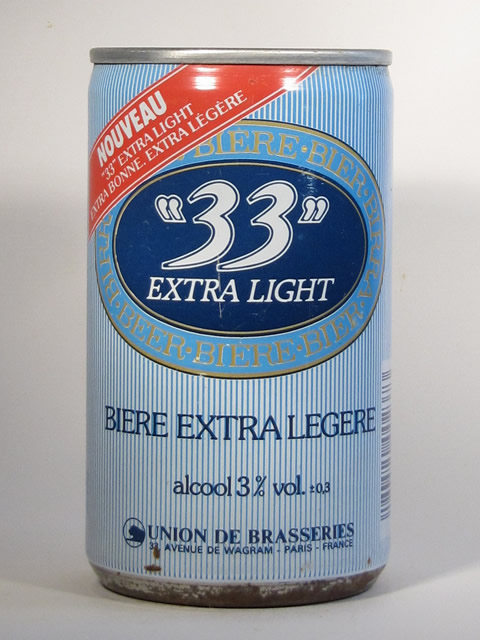 NOUVEAU
"33" EXTRA LIGHT
EXTRA BONNE. EXTRA LÉGÈRE
BIÈRE · BIER ·
"33"
EXTRA LIGHT
BEER · BIÈRE · BIER
BIERE EXTRA LEGERE
alcool 3% vol. ±0,3
UNION DE BRASSERIES
33, AVENUE DE WAGRAM - PARIS - FRANCE